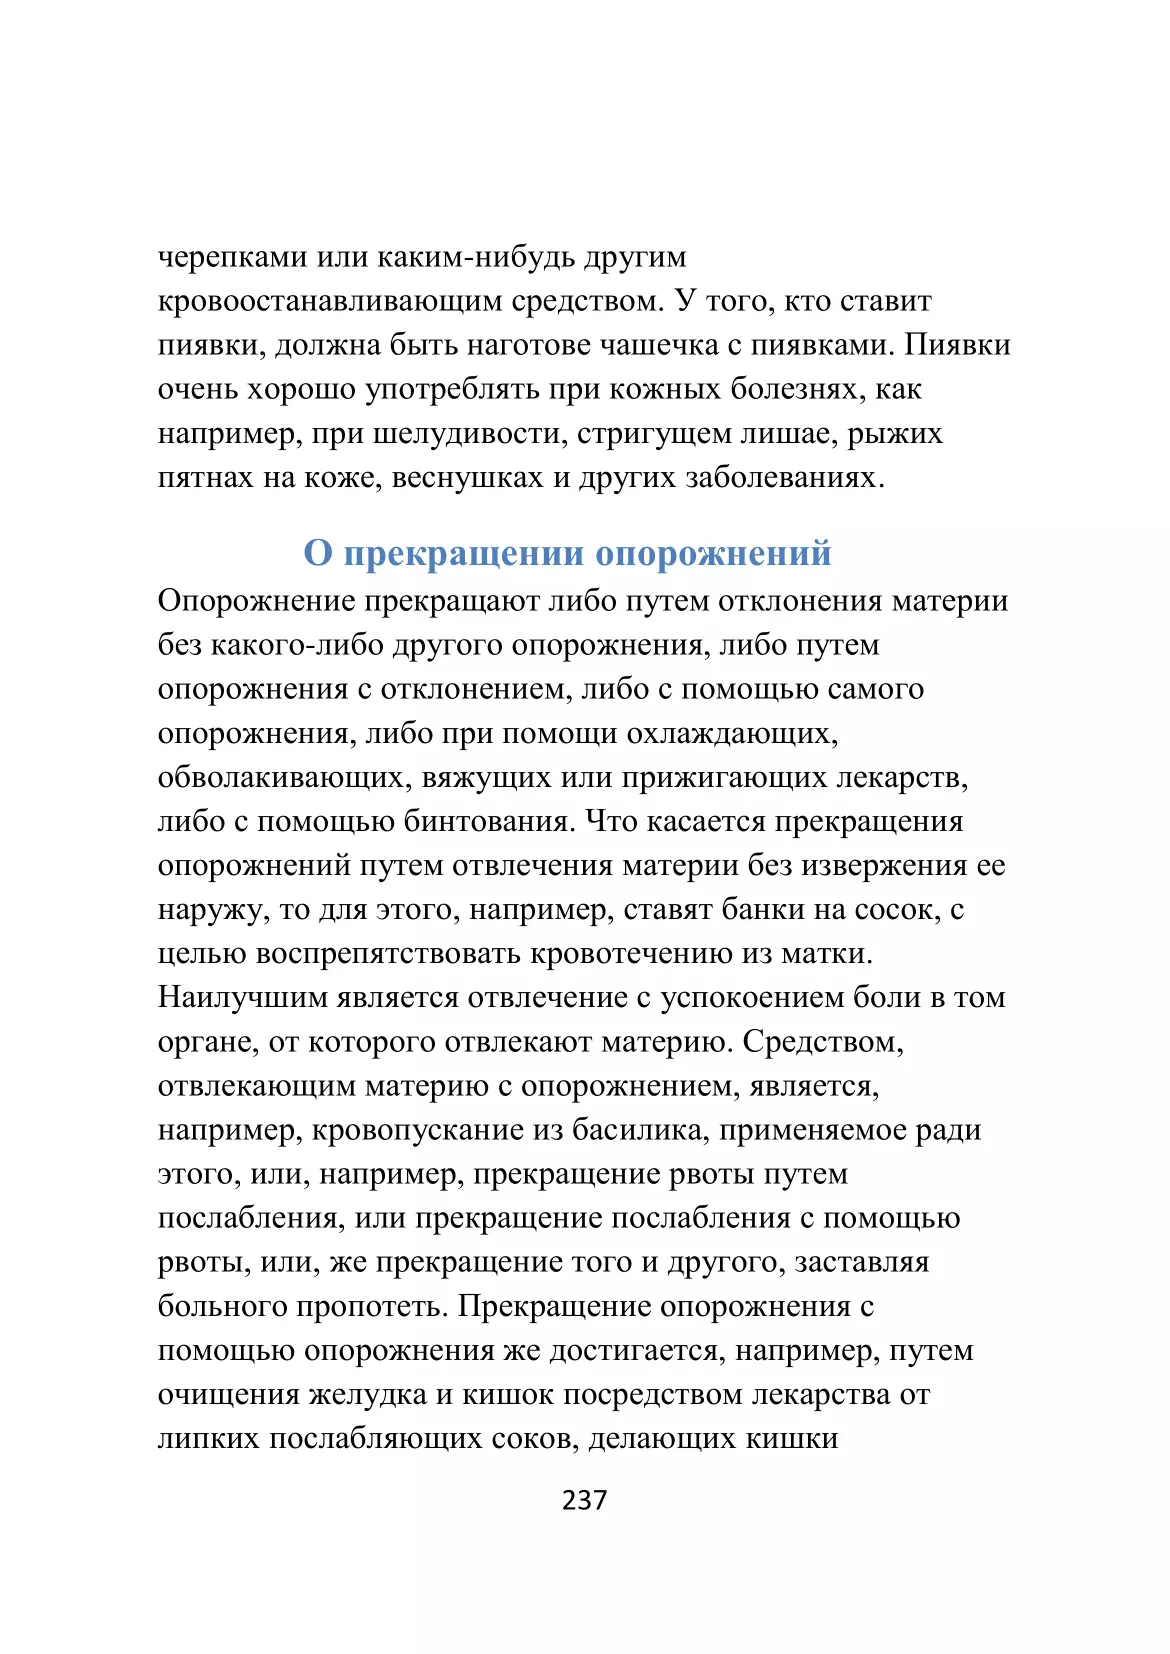 черепками или каким-нибудь другим
кровоостанавливающим средством. У того, кто ставит
пиявки, должна быть наготове чашечка с пиявками. Пиявки
очень хорошо употреблять при кожных болезнях, как
например, при шелудивости, стригущем лишае, рыжих
пятнах на коже, веснушках и других заболеваниях.
О прекращении опорожнений
Опорожнение прекращают либо путем отклонения материи
без какого-либо другого опорожнения, либо путем
опорожнения с отклонением, либо с помощью самого
опорожнения, либо при помощи охлаждающих,
обволакивающих, вяжущих или прижигающих лекарств,
либо с помощью бинтования. Что касается прекращения
опорожнений путем отвлечения материи без извержения ее
наружу, то для этого, например, ставят банки на сосок, с
целью воспрепятствовать кровотечению из матки.
Наилучшим является отвлечение с успокоением боли в том
органе, от которого отвлекают материю. Средством,
отвлекающим материю с опорожнением, является,
например, кровопускание из басилика, применяемое ради
этого, или, например, прекращение рвоты путем
послабления, или прекращение послабления с помощью
рвоты, или, же прекращение того и другого, заставляя
больного пропотеть. Прекращение опорожнения с
помощью опорожнения же достигается, например, путем
очищения желудка и кишок посредством лекарства от
липких послабляющих соков, делающих кишки
237